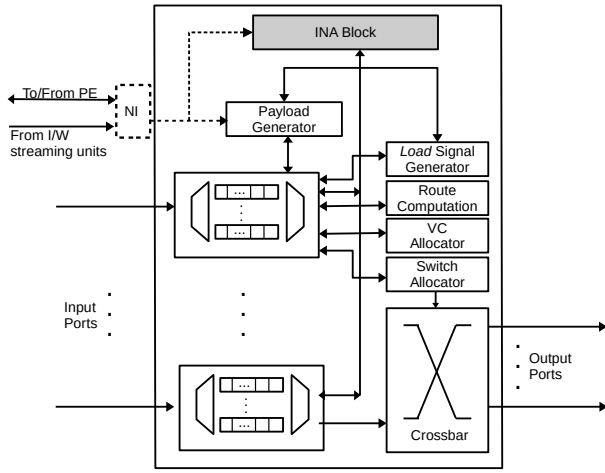 INA Block
To/From PE
NI
From I/W
streaming units
Payload
Generator
Load Signal
Generator
Route
Computation
VC
Allocator
Switch
Allocator
...
...
Input
Ports
Output
Ports
...
...
Crossbar